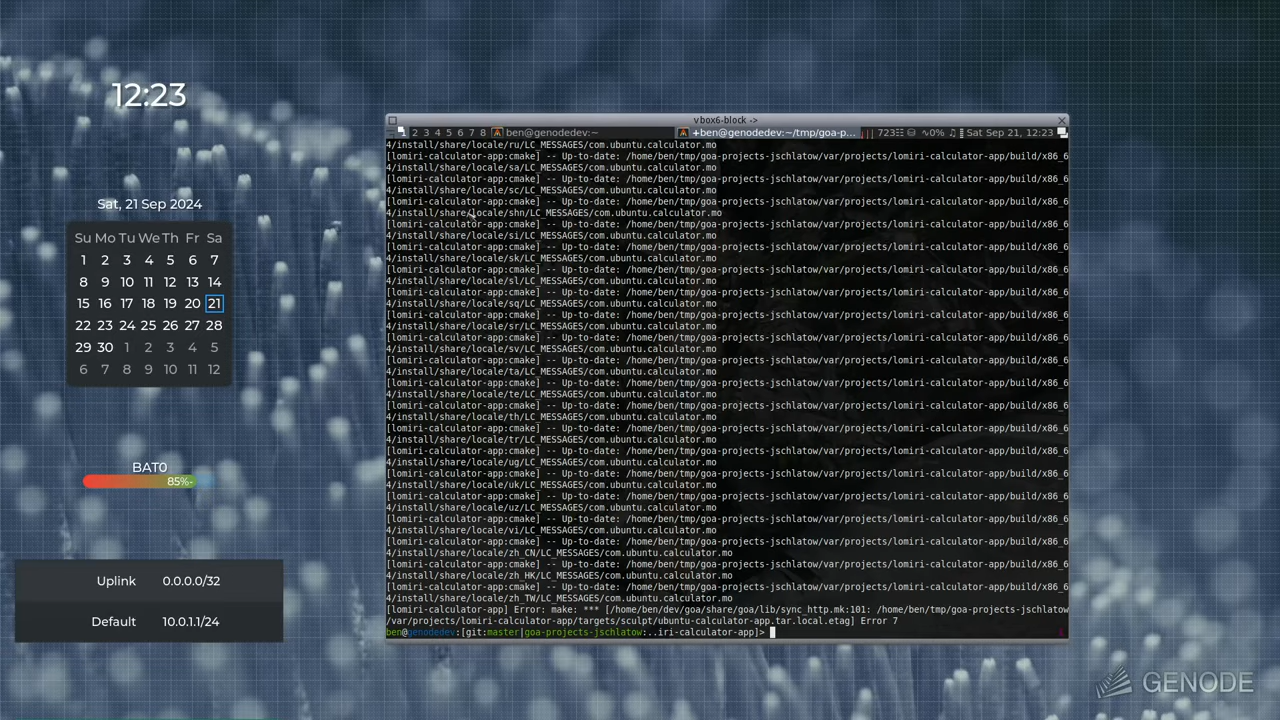 12:23
Sat, 21 Sep 2024
Su Mo Tu We Th Fr Sa
1 2 3 4 5 6 7
8 9 10 11 12 13 14
15 16 17 18 19 20 21
22 23 24 25 26 27 28
29 30 1 2 3 4 5
6 7 8 9 10 11 12
BAT0
85%-
Uplink 0.0.0.0/32
Default 10.0.1.1/24
vbox6-block ->
2 3 4 5 6 7 8 ben@genodedev:~ +ben@genodedev:~/tmp/goa-p... 723 ∿0% ♫ Sat Sep 21, 12:23
4/install/share/locale/ru/LC_MESSAGES/com.ubuntu.calculator.mo
[lomiri-calculator-app:cmake] -- Up-to-date: /home/ben/tmp/goa-projects-jschlatow/var/projects/lomiri-calculator-app/build/x86_6
4/install/share/locale/sa/LC_MESSAGES/com.ubuntu.calculator.mo
[lomiri-calculator-app:cmake] -- Up-to-date: /home/ben/tmp/goa-projects-jschlatow/var/projects/lomiri-calculator-app/build/x86_6
4/install/share/locale/sc/LC_MESSAGES/com.ubuntu.calculator.mo
[lomiri-calculator-app:cmake] -- Up-to-date: /home/ben/tmp/goa-projects-jschlatow/var/projects/lomiri-calculator-app/build/x86_6
4/install/share/locale/shn/LC_MESSAGES/com.ubuntu.calculator.mo
[lomiri-calculator-app:cmake] -- Up-to-date: /home/ben/tmp/goa-projects-jschlatow/var/projects/lomiri-calculator-app/build/x86_6
4/install/share/locale/si/LC_MESSAGES/com.ubuntu.calculator.mo
[lomiri-calculator-app:cmake] -- Up-to-date: /home/ben/tmp/goa-projects-jschlatow/var/projects/lomiri-calculator-app/build/x86_6
4/install/share/locale/sk/LC_MESSAGES/com.ubuntu.calculator.mo
[lomiri-calculator-app:cmake] -- Up-to-date: /home/ben/tmp/goa-projects-jschlatow/var/projects/lomiri-calculator-app/build/x86_6
4/install/share/locale/sl/LC_MESSAGES/com.ubuntu.calculator.mo
[lomiri-calculator-app:cmake] -- Up-to-date: /home/ben/tmp/goa-projects-jschlatow/var/projects/lomiri-calculator-app/build/x86_6
4/install/share/locale/sq/LC_MESSAGES/com.ubuntu.calculator.mo
[lomiri-calculator-app:cmake] -- Up-to-date: /home/ben/tmp/goa-projects-jschlatow/var/projects/lomiri-calculator-app/build/x86_6
4/install/share/locale/sr/LC_MESSAGES/com.ubuntu.calculator.mo
[lomiri-calculator-app:cmake] -- Up-to-date: /home/ben/tmp/goa-projects-jschlatow/var/projects/lomiri-calculator-app/build/x86_6
4/install/share/locale/sv/LC_MESSAGES/com.ubuntu.calculator.mo
[lomiri-calculator-app:cmake] -- Up-to-date: /home/ben/tmp/goa-projects-jschlatow/var/projects/lomiri-calculator-app/build/x86_6
4/install/share/locale/ta/LC_MESSAGES/com.ubuntu.calculator.mo
[lomiri-calculator-app:cmake] -- Up-to-date: /home/ben/tmp/goa-projects-jschlatow/var/projects/lomiri-calculator-app/build/x86_6
4/install/share/locale/te/LC_MESSAGES/com.ubuntu.calculator.mo
[lomiri-calculator-app:cmake] -- Up-to-date: /home/ben/tmp/goa-projects-jschlatow/var/projects/lomiri-calculator-app/build/x86_6
4/install/share/locale/th/LC_MESSAGES/com.ubuntu.calculator.mo
[lomiri-calculator-app:cmake] -- Up-to-date: /home/ben/tmp/goa-projects-jschlatow/var/projects/lomiri-calculator-app/build/x86_6
4/install/share/locale/tr/LC_MESSAGES/com.ubuntu.calculator.mo
[lomiri-calculator-app:cmake] -- Up-to-date: /home/ben/tmp/goa-projects-jschlatow/var/projects/lomiri-calculator-app/build/x86_6
4/install/share/locale/ug/LC_MESSAGES/com.ubuntu.calculator.mo
[lomiri-calculator-app:cmake] -- Up-to-date: /home/ben/tmp/goa-projects-jschlatow/var/projects/lomiri-calculator-app/build/x86_6
4/install/share/locale/uk/LC_MESSAGES/com.ubuntu.calculator.mo
[lomiri-calculator-app:cmake] -- Up-to-date: /home/ben/tmp/goa-projects-jschlatow/var/projects/lomiri-calculator-app/build/x86_6
4/install/share/locale/uz/LC_MESSAGES/com.ubuntu.calculator.mo
[lomiri-calculator-app:cmake] -- Up-to-date: /home/ben/tmp/goa-projects-jschlatow/var/projects/lomiri-calculator-app/build/x86_6
4/install/share/locale/vi/LC_MESSAGES/com.ubuntu.calculator.mo
[lomiri-calculator-app:cmake] -- Up-to-date: /home/ben/tmp/goa-projects-jschlatow/var/projects/lomiri-calculator-app/build/x86_6
4/install/share/locale/zh_CN/LC_MESSAGES/com.ubuntu.calculator.mo
[lomiri-calculator-app:cmake] -- Up-to-date: /home/ben/tmp/goa-projects-jschlatow/var/projects/lomiri-calculator-app/build/x86_6
4/install/share/locale/zh_HK/LC_MESSAGES/com.ubuntu.calculator.mo
[lomiri-calculator-app:cmake] -- Up-to-date: /home/ben/tmp/goa-projects-jschlatow/var/projects/lomiri-calculator-app/build/x86_6
4/install/share/locale/zh_TW/LC_MESSAGES/com.ubuntu.calculator.mo
[lomiri-calculator-app] Error: make: *** [/home/ben/dev/goa/share/goa/lib/sync_http.mk:101: /home/ben/tmp/goa-projects-jschlatow
/var/projects/lomiri-calculator-app/targets/sculpt/ubuntu-calculator-app.tar.local.etag] Error 7
ben@genodedev:[git:master|goa-projects-jschlatow:..iri-calculator-app]>
GENODE